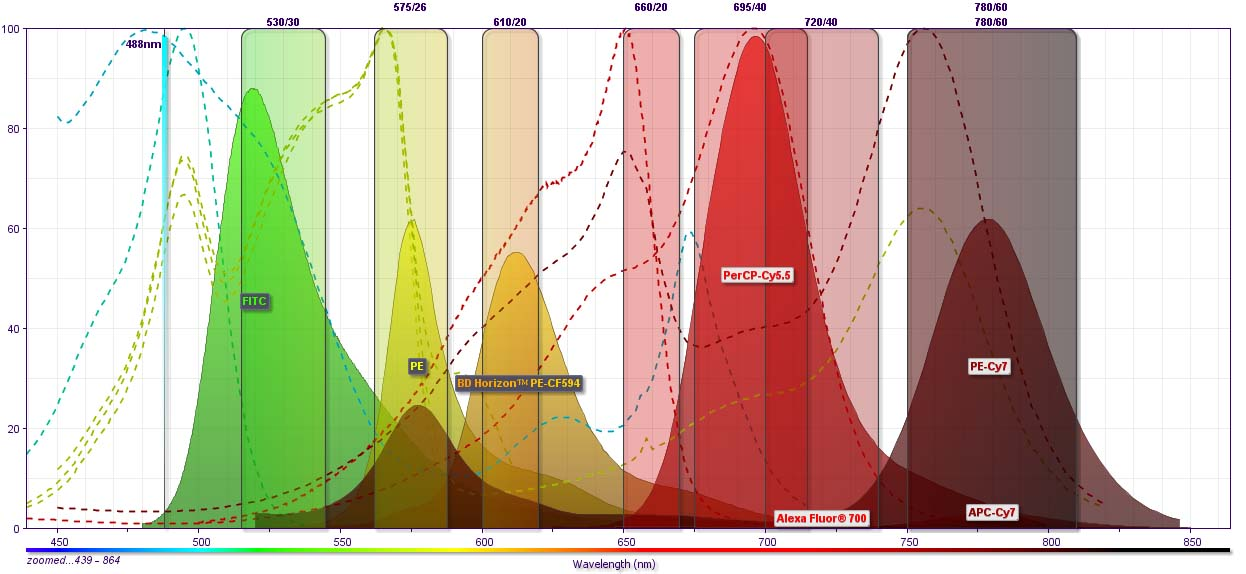 530/30
575/26
610/20
660/20
695/40
720/40
780/60
780/60
100
80
60
40
20
0
488nm
FITC
PE
BD Horizon™ PE-CF594
PerCP-Cy5.5
PE-Cy7
Alexa Fluor® 700
APC-Cy7
450
500
550
600
650
700
750
800
850
zoomed...439 - 864
Wavelength (nm)